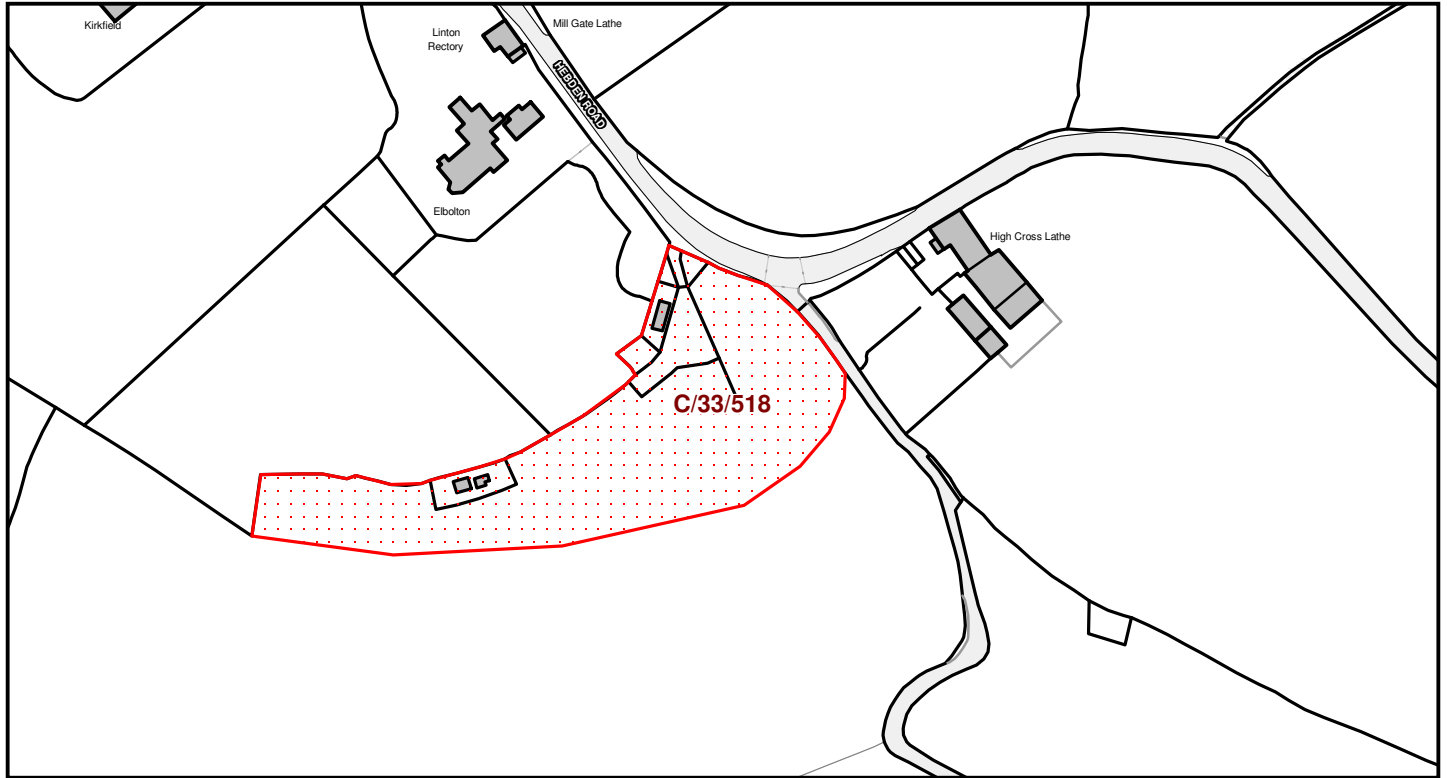 Kirkfield
Linton
Rectory
Mill Gate Lathe
HEBDEN ROAD
Elbolton
High Cross Lathe
C/33/518